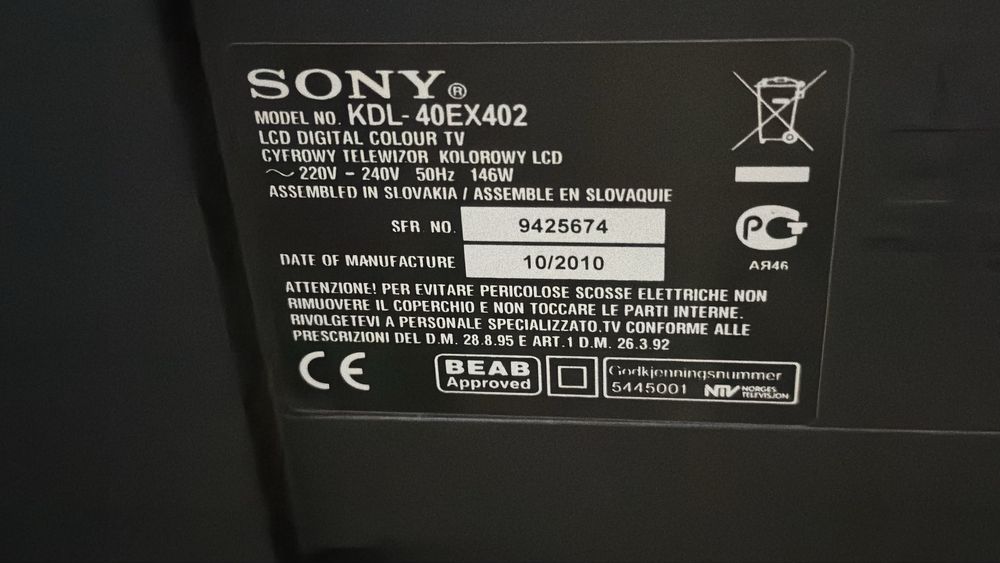 SONY®
MODEL NO. KDL-40EX402
LCD DIGITAL COLOUR TV
CYFROWY TELEWIZOR KOLOROWY LCD
~ 220V - 240V 50Hz 146W
ASSEMBLED IN SLOVAKIA / ASSEMBLE EN SLOVAQUIE
SER. NO. 9425674
DATE OF MANUFACTURE 10/2010
ATTENZIONE! PER EVITARE PERICOLOSE SCOSSE ELETTRICHE NON
RIMUOVERE IL COPERCHIO E NON TOCCARE LE PARTI INTERNE.
RIVOLGETEVI A PERSONALE SPECIALIZZATO.TV CONFORME ALLE
PRESCRIZIONI DEL D.M. 28.8.95 E ART.1 D.M. 26.3.92
РСТ
АЯ46
CE
BEAB
Approved
Godkjenningsnummer
5445001 NTV NORGES
TELEVISJON